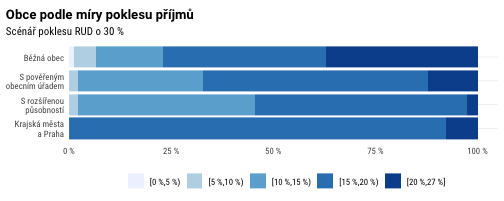 Obce podle míry poklesu příjmů
Scénář poklesu RUD o 30 %
Běžná obec
S pověřeným
obecním úřadem
S rozšířenou
působností
Krajská města
a Praha
0 %
25 %
50 %
75 %
100 %
[0 %,5 %)
[5 %,10 %)
[10 %,15 %)
[15 %,20 %)
[20 %,27 %]